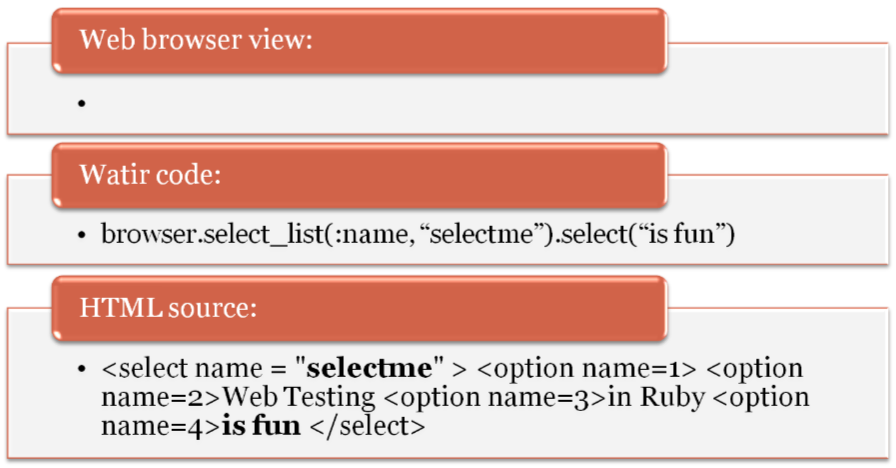 Web browser view:
•
Watir code:
• browser.select_list(:name, “selectme”).select(“is fun”)
HTML source:
• <select name = "selectme" > <option name=1> <option
name=2>Web Testing <option name=3>in Ruby <option
name=4>is fun </select>